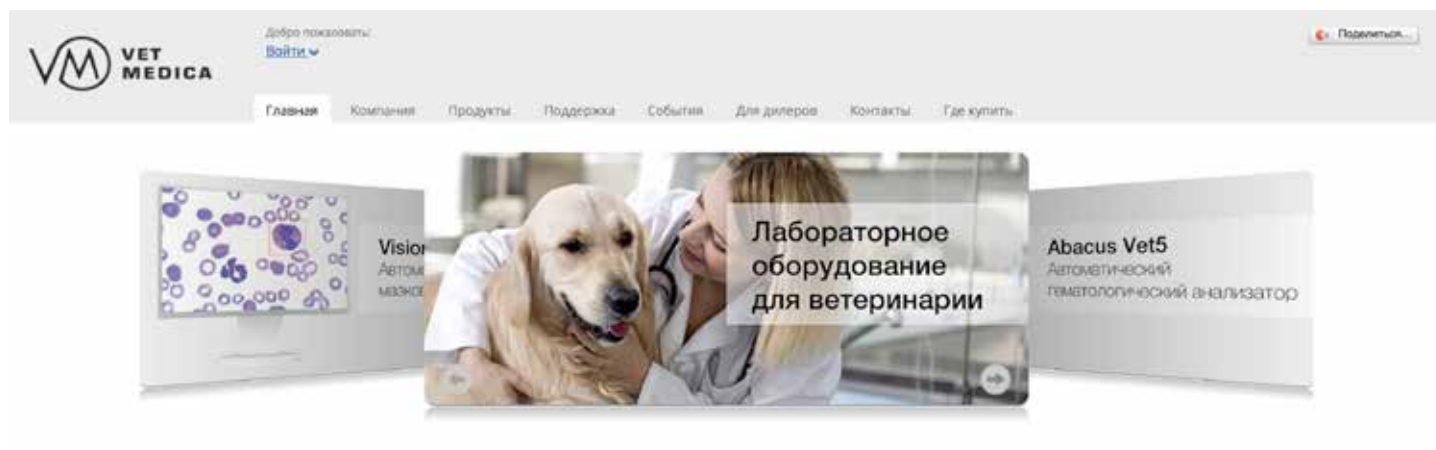 VET
MEDICA
Добро пожаловать!
Войти
Поделиться...
Главная Компания Продукты Поддержка События Для дилеров Контакты Где купить
Vision
Лабораторное
оборудование
для ветеринарии
Abacus Vet5
Автоматический
гематологический анализатор